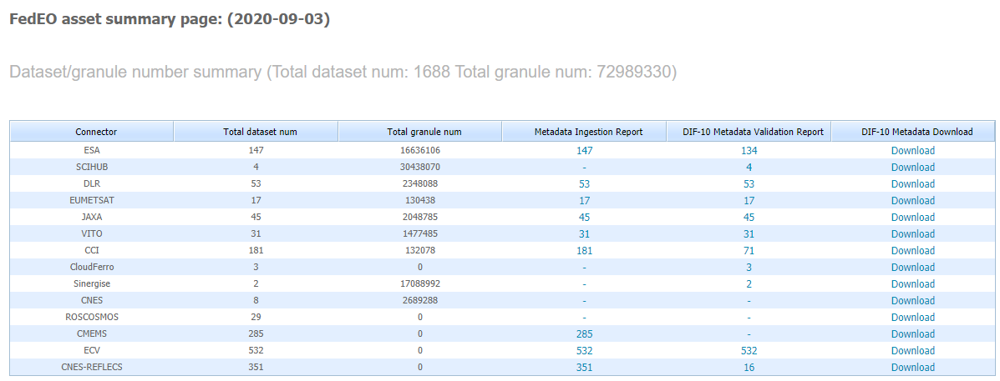 FedEO asset summary page: (2020-09-03)
Dataset/granule number summary (Total dataset num: 1688 Total granule num: 72989330)
Connector Total dataset num Total granule num Metadata Ingestion Report DIF-10 Metadata Validation Report DIF-10 Metadata Download
ESA 147 16636106 147 134 Download
SCIHUB 4 30438070 - 4 Download
DLR 53 2348088 53 53 Download
EUMETSAT 17 130438 17 17 Download
JAXA 45 2048785 45 45 Download
VITO 31 1477485 31 31 Download
CCI 181 132078 181 71 Download
CloudFerro 3 0 - 3 Download
Sinergise 2 17088992 - 2 Download
CNES 8 2689288 - - Download
ROSCOSMOS 29 0 - - Download
CMEMS 285 0 285 - Download
ECV 532 0 532 532 Download
CNES-REFLECS 351 0 351 16 Download